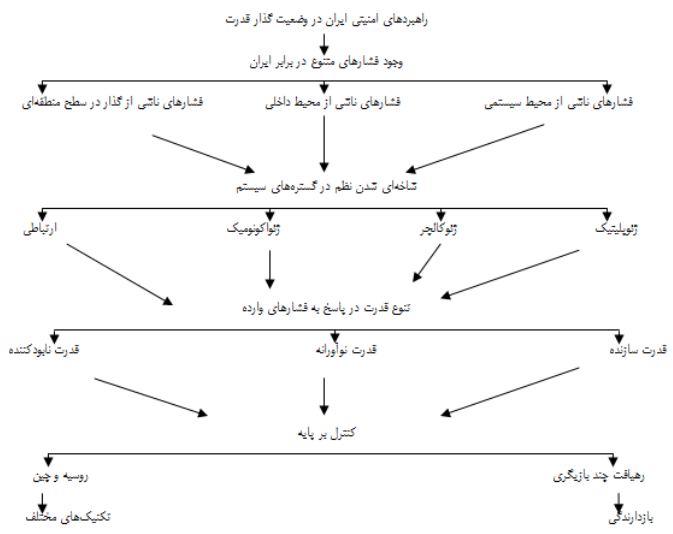 راهبردهای امنیتی ایران در وضعیت گذار قدرت
وجود فشارهای متنوع در برابر ایران
فشارهای ناشی از محیط سیستمی
فشارهای ناشی از محیط داخلی
فشارهای ناشی از گذار در سطح منطقه‌ای
شاخه‌ای شدن نظم در گستره‌های سیستم
ژئوپلیتیک
ژئوکالچر
ژئواکونومیک
ارتباطی
تنوع قدرت در پاسخ به فشارهای وارده
قدرت سازنده
قدرت نوآورانه
قدرت نابودکننده
کنترل بر پایه
رهیافت چند بازیگری
روسیه و چین
بازدارندگی
تکنیک‌های مختلف